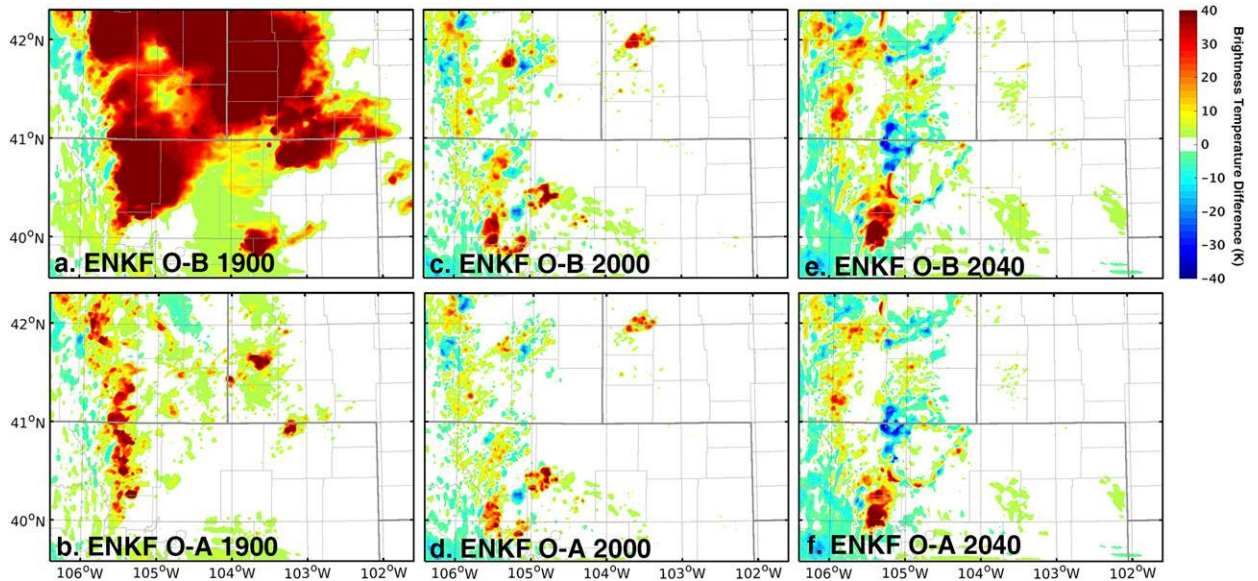 42°N
41°N
40°N
a. ENKF O-B 1900
c. ENKF O-B 2000
e. ENKF O-B 2040
40
30
20
10
2
0
−2
−10
−20
−30
−40
Brightness Temperature Difference (K)
42°N
41°N
40°N
b. ENKF O-A 1900
d. ENKF O-A 2000
f. ENKF O-A 2040
106°W 105°W 104°W 103°W 102°W 106°W 105°W 104°W 103°W 102°W 106°W 105°W 104°W 103°W 102°W